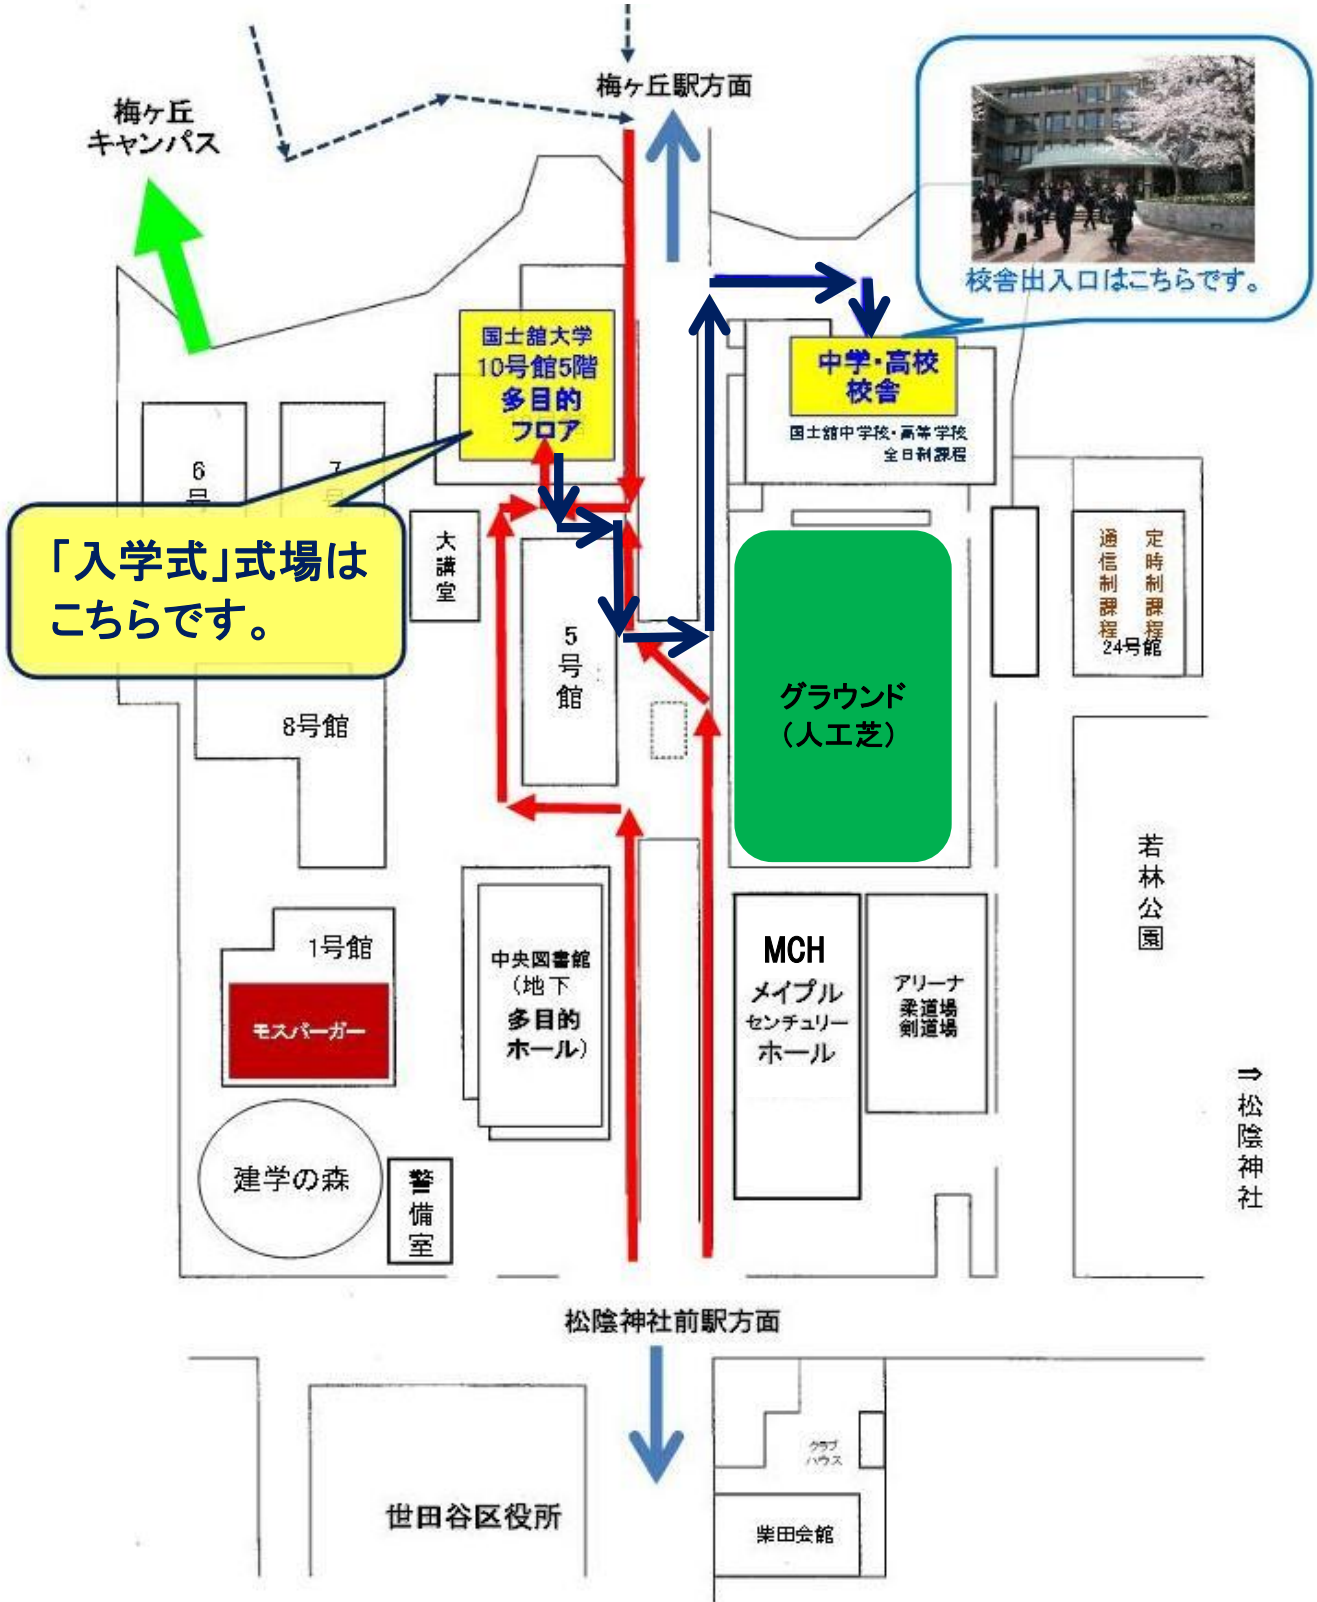 梅ヶ丘駅方面
梅ヶ丘
キャンパス
校舎出入口はこちらです。
国士舘大学
10号館5階
多目的
フロア
中学・高校
校舎
国士舘中学校・高等学校
全日制課程
6
号
7
「入学式」式場は
こちらです。
大講堂
5号館
8号館
グラウンド
(人工芝)
定時制課程
通信制課程
24号館
若林公園
1号館
モスバーガー
中央図書館
(地下
多目的
ホール)
MCH
メイプル
センチュリー
ホール
アリーナ
柔道場
剣道場
⇑松陰神社
建学の森
警備室
松陰神社前駅方面
クラブ
ハウス
世田谷区役所
柴田会館